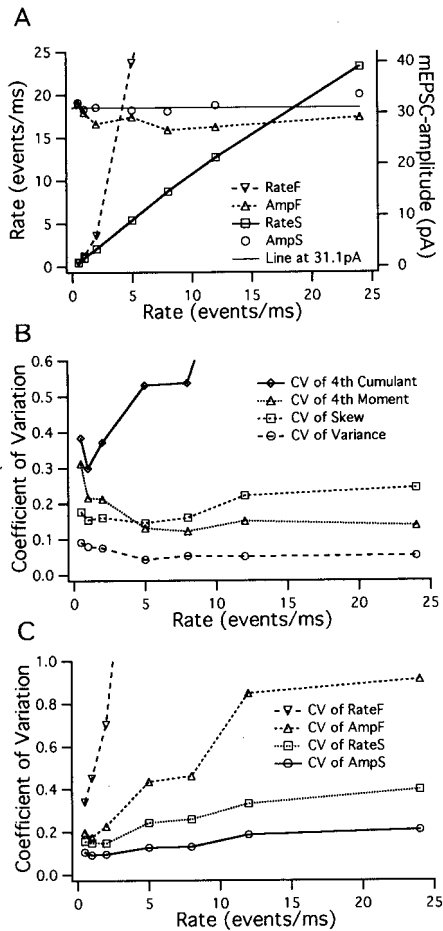 A
25
20
15
10
5
0
Rate (events/ms)
40
30
20
10
0
mEPSC-amplitude (pA)
RateF
AmpF
RateS
AmpS
Line at 31.1pA
0 5 10 15 20 25
Rate (events/ms)
B
0.6
0.5
0.4
0.3
0.2
0.1
0.0
Coefficient of Variation
CV of 4th Cumulant
CV of 4th Moment
CV of Skew
CV of Variance
0 5 10 15 20 25
Rate (events/ms)
C
1.0
0.8
0.6
0.4
0.2
0.0
Coefficient of Variation
CV of RateF
CV of AmpF
CV of RateS
CV of AmpS
0 5 10 15 20 25
Rate (events/ms)